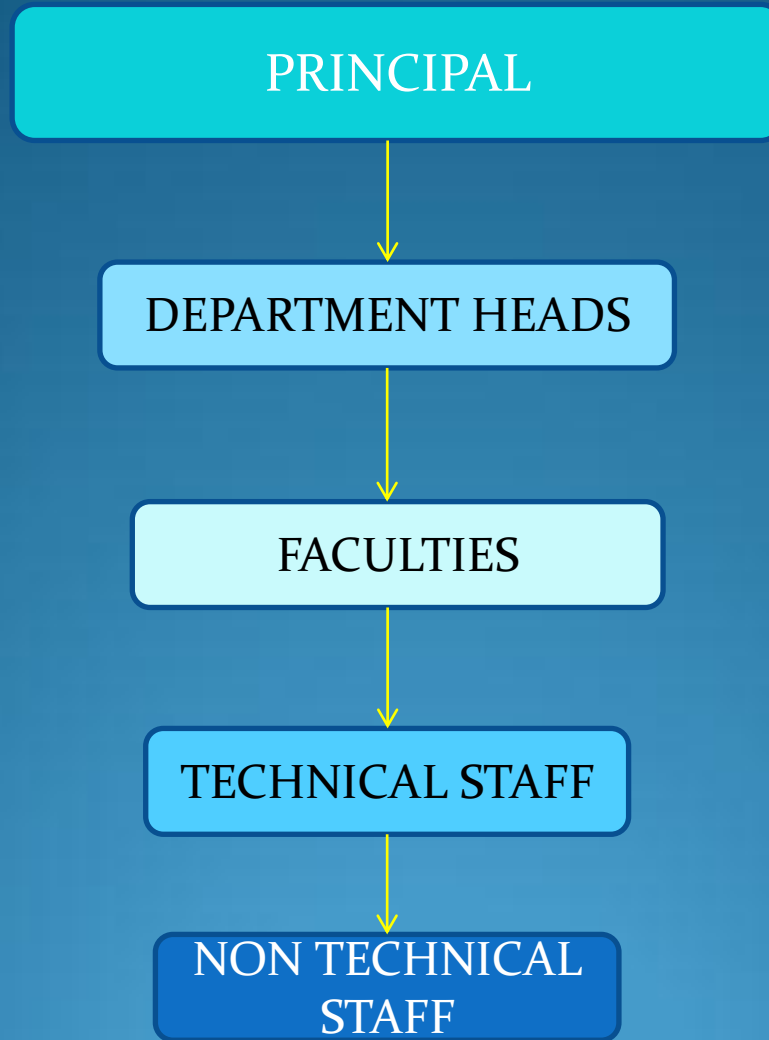 PRINCIPAL
DEPARTMENT HEADS
FACULTIES
TECHNICAL STAFF
NON TECHNICAL
STAFF